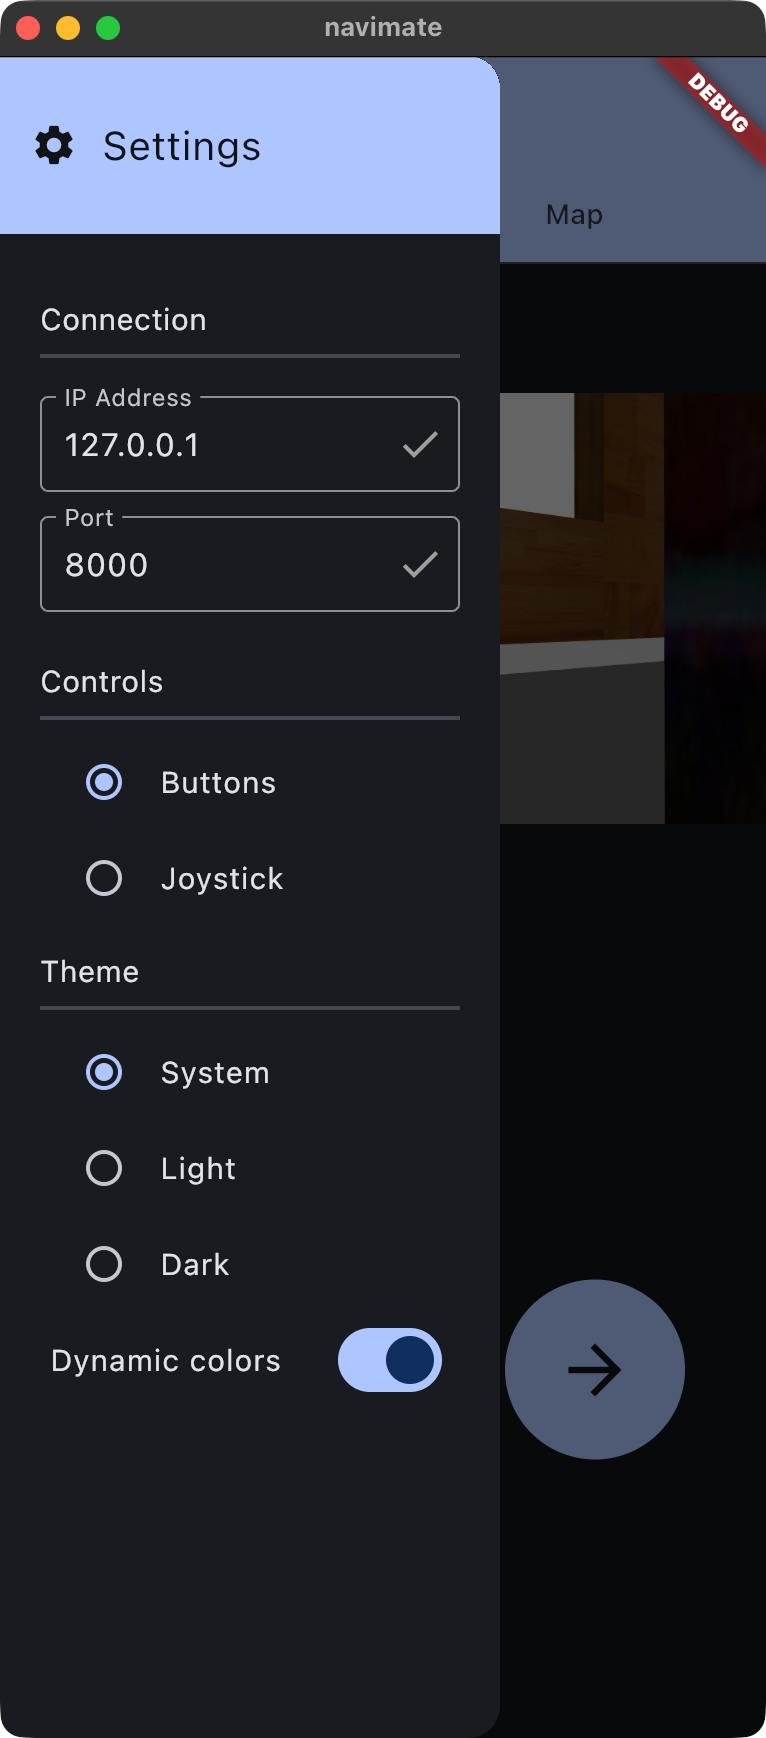 navimate
DEBUG
Settings
Map
Connection
IP Address
127.0.0.1
Port
8000
Controls
Buttons
Joystick
Theme
System
Light
Dark
Dynamic colors